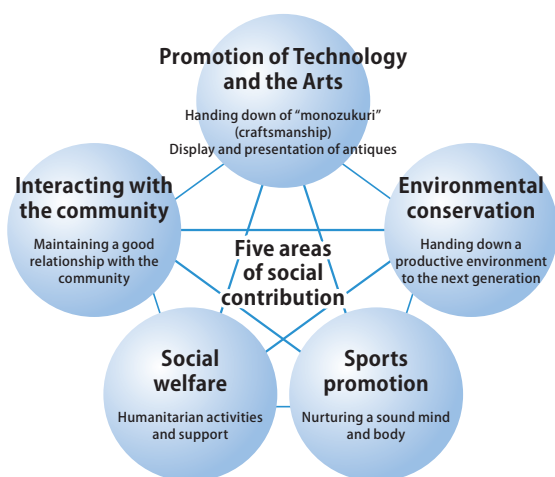 Promotion of Technology
and the Arts
Handing down of “monozukuri”
(craftsmanship)
Display and presentation of antiques
Interacting with
the community
Maintaining a good
relationship with the
community
Environmental
conservation
Handing down a
productive environment
to the next generation
Five areas
of social
contribution
Social
welfare
Humanitarian activities
and support
Sports
promotion
Nurturing a sound mind
and body